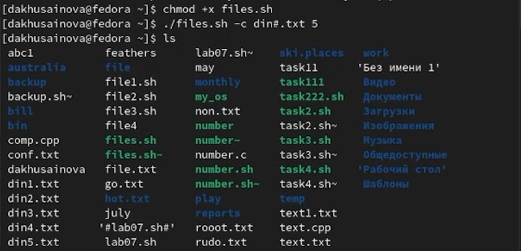 [dakhusainova@fedora ~]$ chmod +x files.sh
[dakhusainova@fedora ~]$ ./files.sh -c din#.txt 5
[dakhusainova@fedora ~]$ ls
abc1 feathers lab07.sh~ ski.places work
australia file may task11 'Без имени 1'
backup file1.sh monthly task111 Видео
backup.sh~ file2.sh my_os task222.sh Документы
bill file3.sh non.txt task2.sh Загрузки
bin file4 number task2.sh~ Изображения
comp.cpp files.sh number~ task3.sh Музыка
conf.txt files.sh~ number.c task3.sh~ Общедоступные
dakhusainova file.txt number.sh task4.sh 'Рабочий стол'
din1.txt go.txt number.sh~ task4.sh~ Шаблоны
din2.txt hot.txt play temp
din3.txt july reports text1.txt
din4.txt '#lab07.sh#' rooot.txt text.cpp
din5.txt lab07.sh rudo.txt text.txt